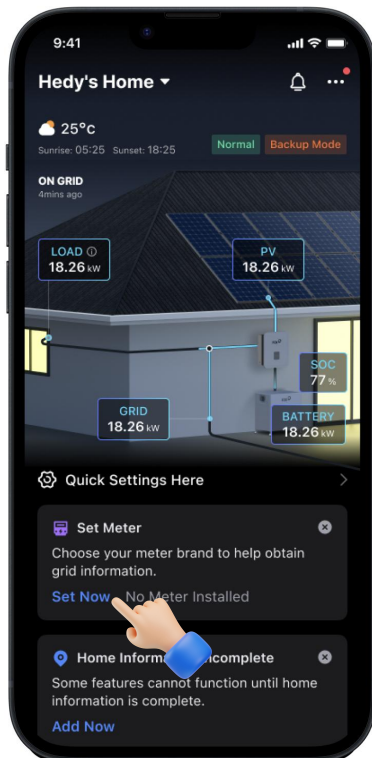 9:41
Hedy's Home
25°C
Sunrise: 05:25 Sunset: 18:25
Normal Backup Mode
ON GRID
4mins ago
LOAD
18.26 kW
PV
18.26 kW
SOC
77 %
GRID
18.26 kW
BATTERY
18.26 kW
Quick Settings Here
Set Meter
Choose your meter brand to help obtain
grid information.
Set Now No Meter Installed
Home Incomplete
Some features cannot function until home
information is complete.
Add Now